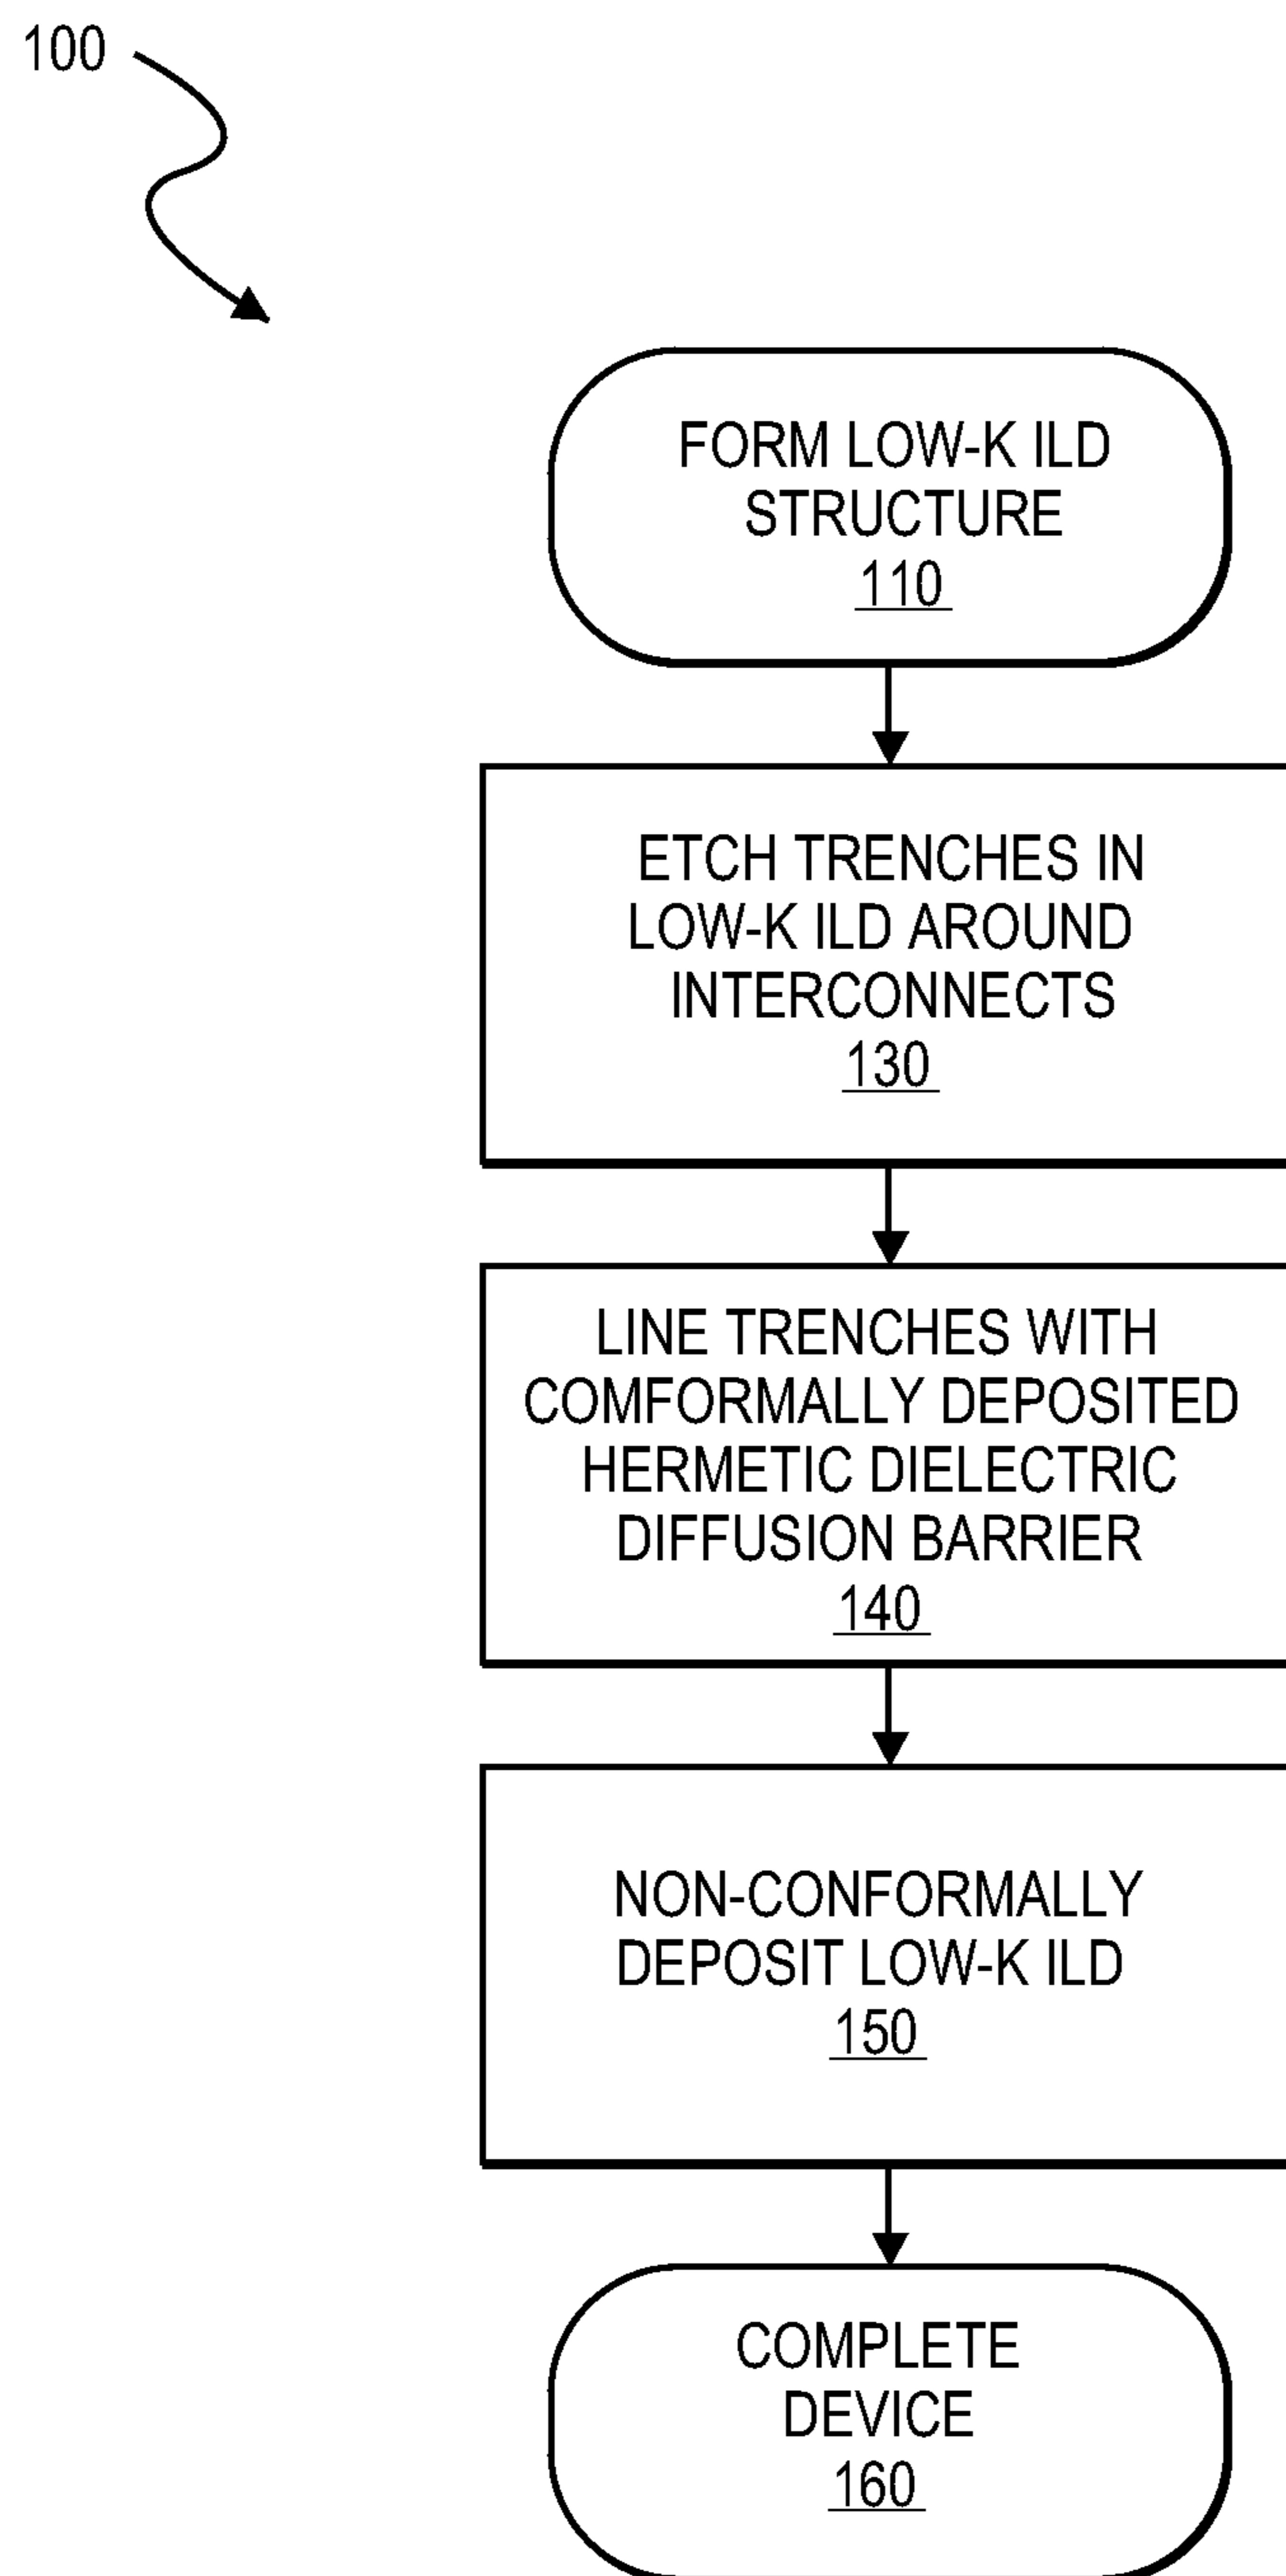 100
FORM LOW-K ILD
STRUCTURE
110
ETCH TRENCHES IN
LOW-K ILD AROUND
INTERCONNECTS
130
LINE TRENCHES WITH
COMFORMALLY DEPOSITED
HERMETIC DIELECTRIC
DIFFUSION BARRIER
140
NON-CONFORMALLY
DEPOSIT LOW-K ILD
150
COMPLETE
DEVICE
160